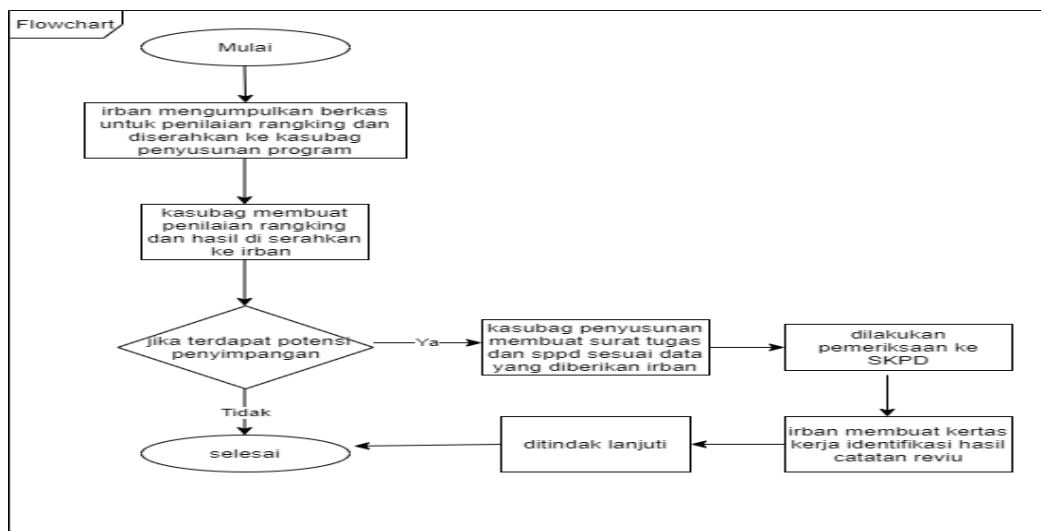 Flowchart
Mulai
irban mengumpulkan berkas
untuk penilaian rangking dan
diserahkan ke kasubag
penyusunan program
kasubag membuat
penilaian rangking
dan hasil di serahkan
ke irban
jika terdapat potensi
penyimpangan
Ya
kasubag penyusunan
membuat surat tugas
dan sppd sesuai data
yang diberikan irban
dilakukan
pemeriksaan ke
SKPD
Tidak
selesai
ditindak lanjuti
irban membuat kertas
kerja identifikasi hasil
catatan reviu